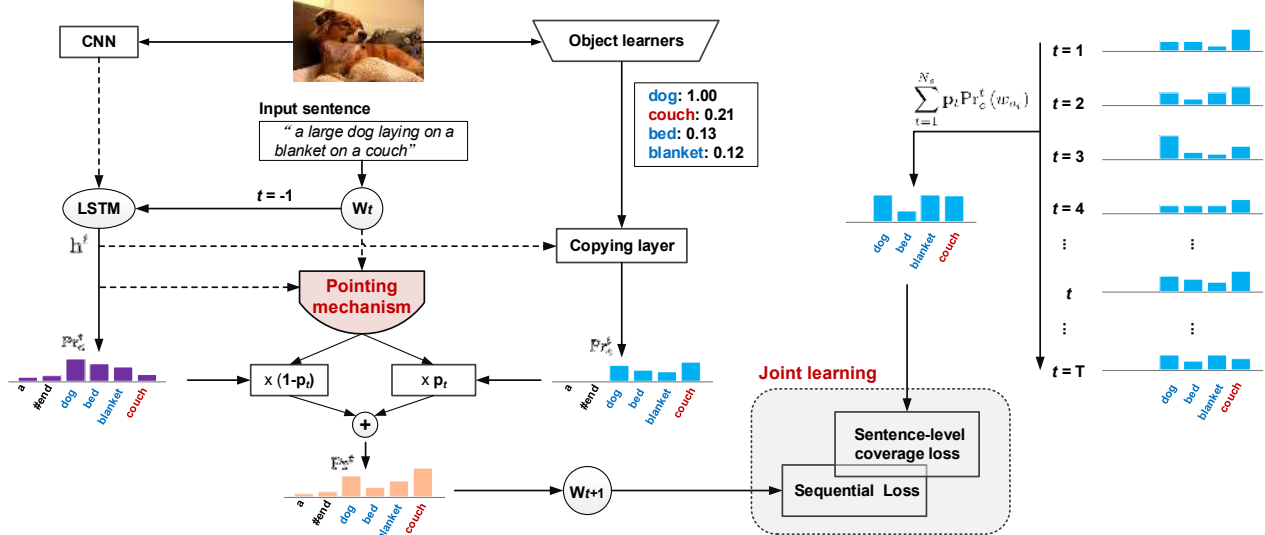 CNN
Object learners
dog: 1.00
couch: 0.21
bed: 0.13
blanket: 0.12
Input sentence
“ a large dog laying on a
blanket on a couch”
LSTM
t = -1
Wt
hᵗ
Copying layer
Pointing
mechanism
x (1-pt)
x pt
a
#end
dog
bed
blanket
couch
a
#end
dog
bed
blanket
couch
+
a
#end
dog
bed
blanket
couch
Wt+1
Joint learning
Sentence-level
coverage loss
Sequential Loss
dog
bed
blanket
couch
t = 1
t = 2
t = 3
t = 4
⋮
⋮
t
⋮
⋮
t = T
dog
bed
blanket
couch